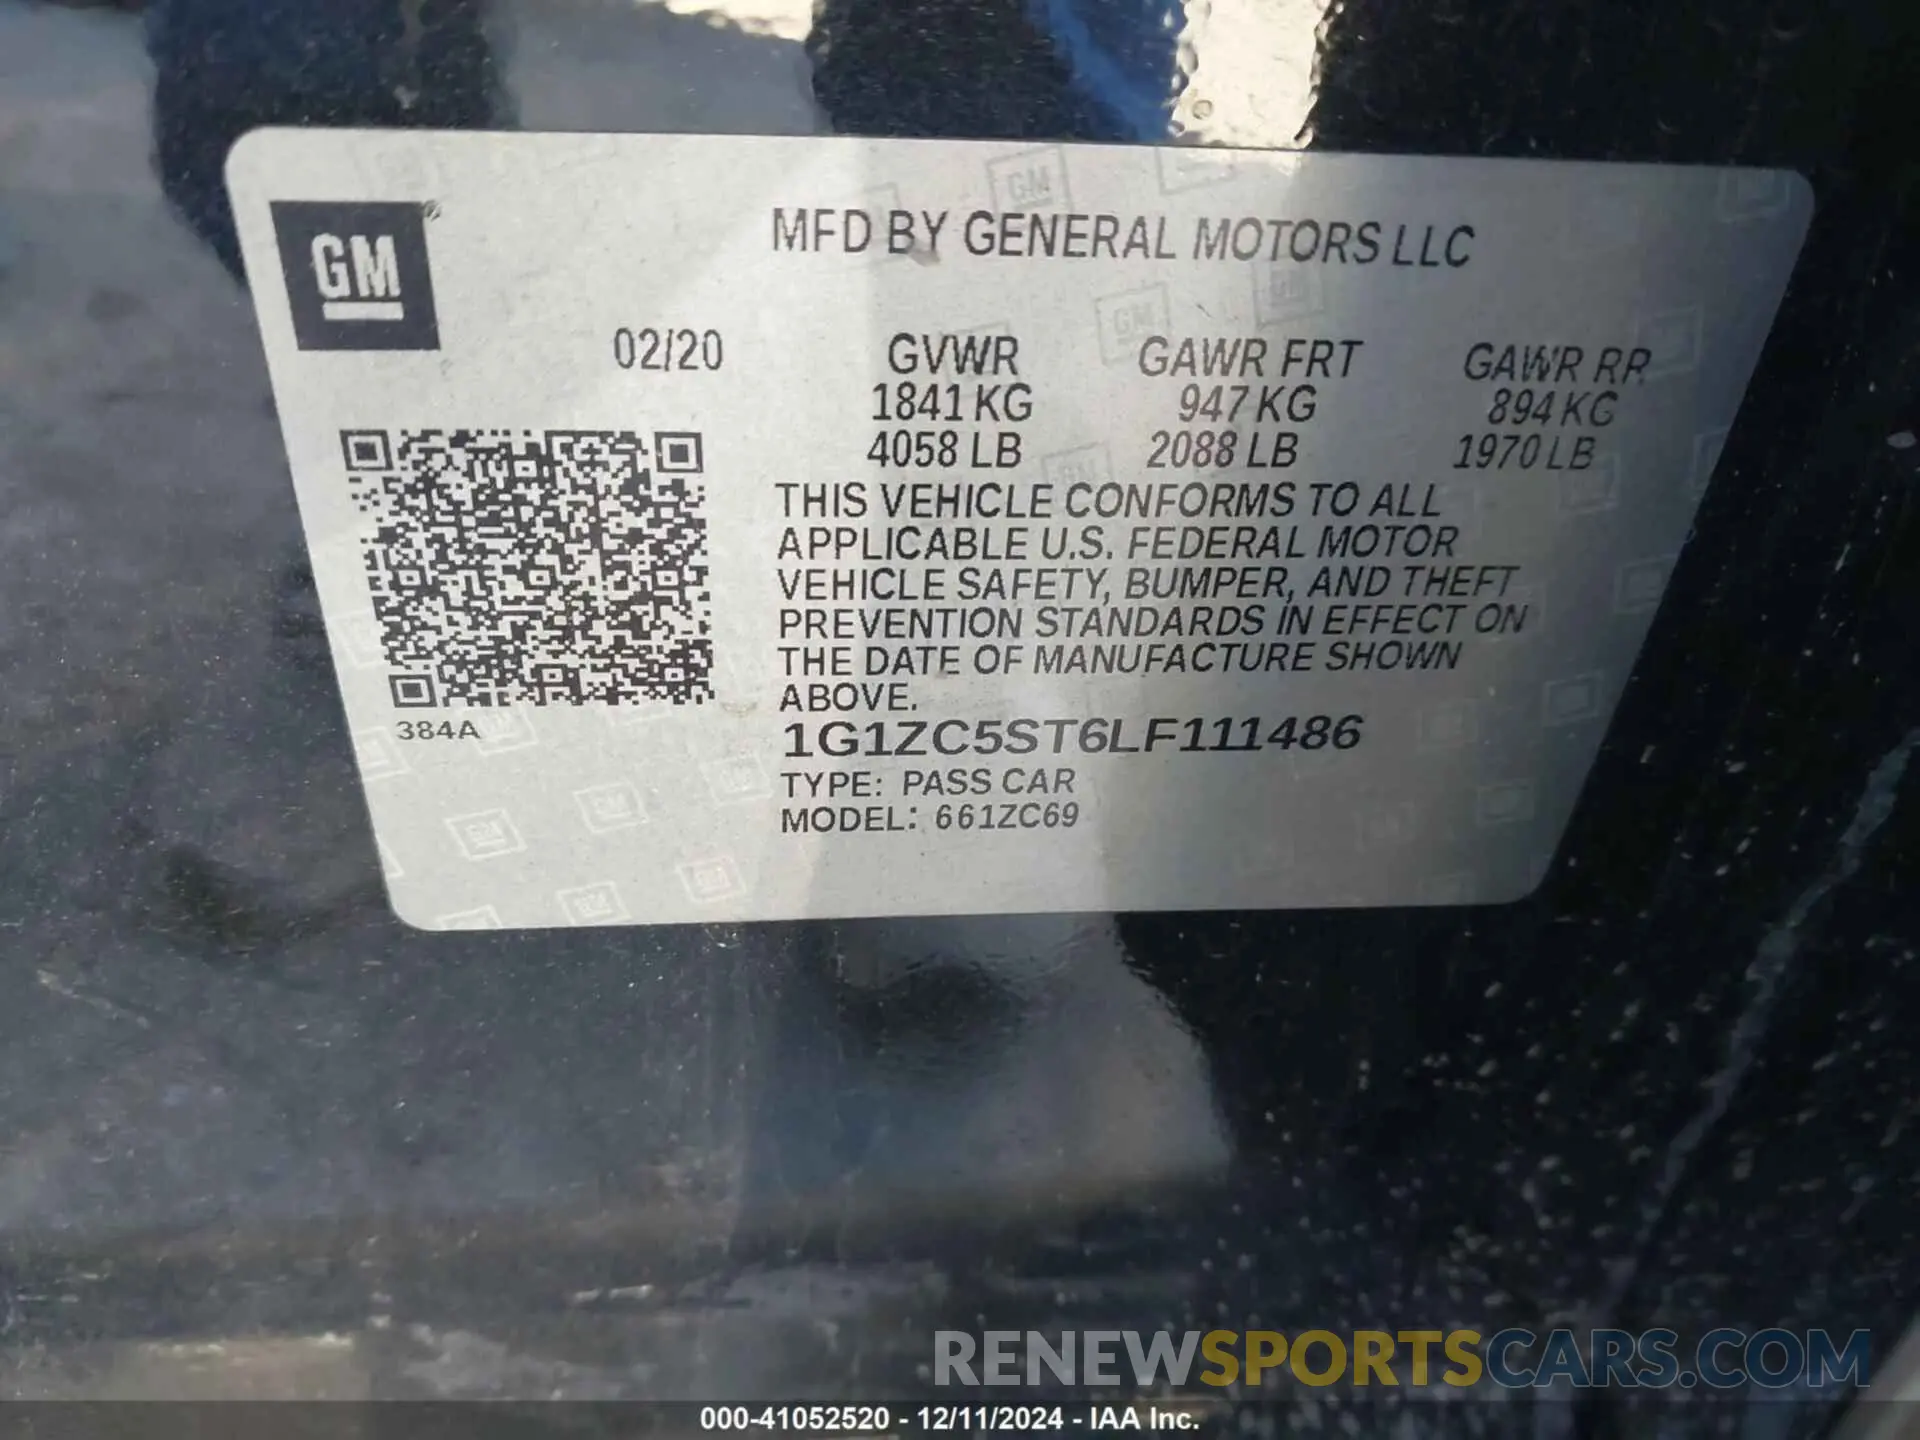 GM®
MFD BY GENERAL MOTORS LLC
02/20 GVWR GAWR FRT GAWR RR
1841 KG 947 KG 894 KG
4058 LB 2088 LB 1970 LB
THIS VEHICLE CONFORMS TO ALL
APPLICABLE U.S. FEDERAL MOTOR
VEHICLE SAFETY, BUMPER, AND THEFT
PREVENTION STANDARDS IN EFFECT ON
THE DATE OF MANUFACTURE SHOWN
ABOVE.
384A
1G1ZC5ST6LF111486
TYPE: PASS CAR
MODEL: 661ZC69
RENEWSPORTSCARS.COM
000-41052520 - 12/11/2024 - IAA Inc.